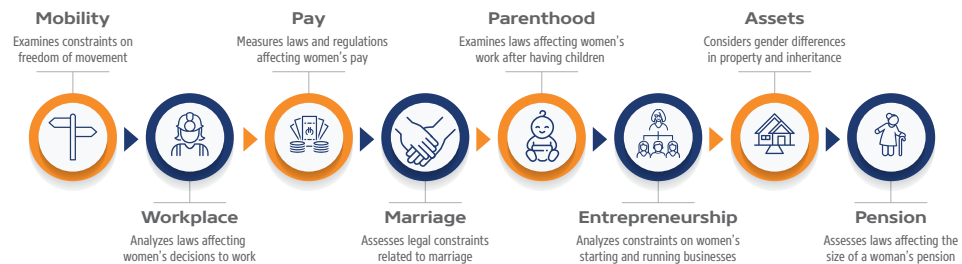 Mobility
Examines constraints on
freedom of movement
Pay
Measures laws and regulations
affecting women's pay
Parenthood
Examines laws affecting women's
work after having children
Assets
Considers gender differences
in property and inheritance
Workplace
Analyzes laws affecting
women's decisions to work
Marriage
Assesses legal constraints
related to marriage
Entrepreneurship
Analyzes constraints on women's
starting and running businesses
Pension
Assesses laws affecting the
size of a woman's pension